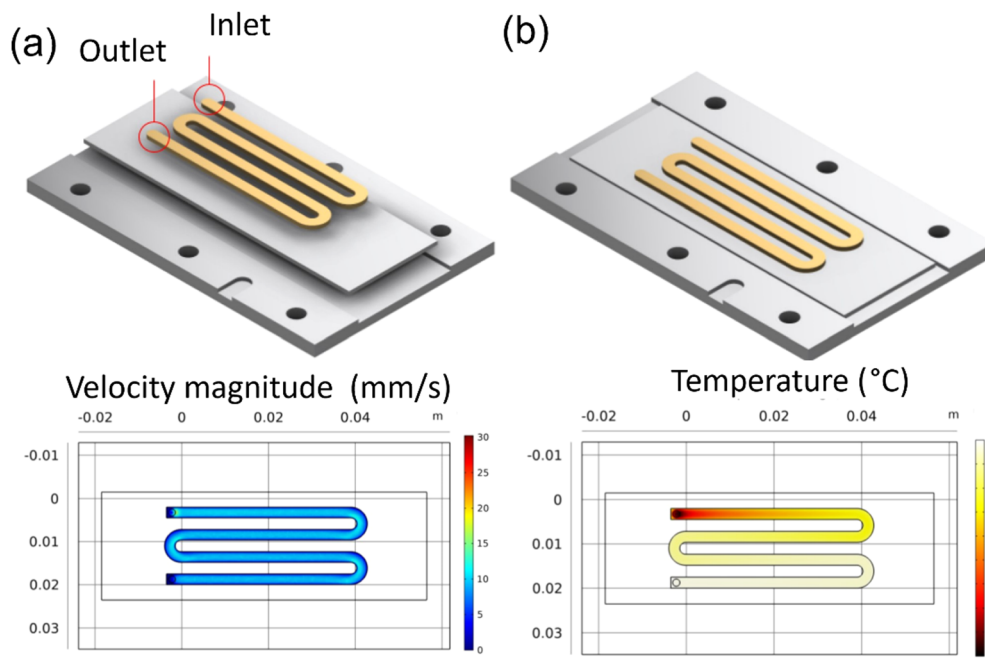 (a)
Inlet
Outlet
(b)
Velocity magnitude (mm/s)
-0.02 0 0.02 0.04 m
-0.01
0
0.01
0.02
0.03
30
25
20
15
10
5
0
Temperature (°C)
-0.02 0 0.02 0.04 m
-0.01
0
0.01
0.02
0.03